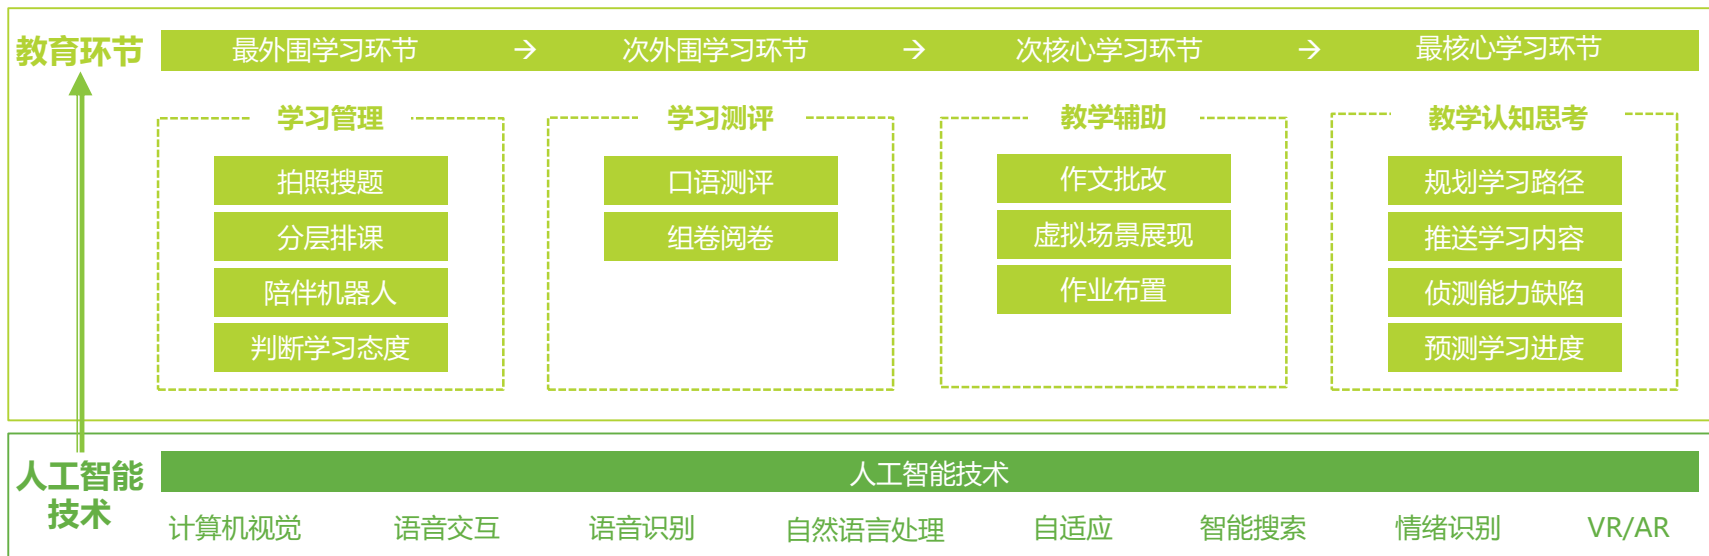 教育环节
最外围学习环节 → 次外围学习环节 → 次核心学习环节 → 最核心学习环节
学习管理
拍照搜题
分层排课
陪伴机器人
判断学习态度
学习测评
口语测评
组卷阅卷
教学辅助
作文批改
虚拟场景展现
作业布置
教学认知思考
规划学习路径
推送学习内容
侦测能力缺陷
预测学习进度
人工智能
技术
人工智能技术
计算机视觉 语音交互 语音识别 自然语言处理 自适应 智能搜索 情绪识别 VR/AR